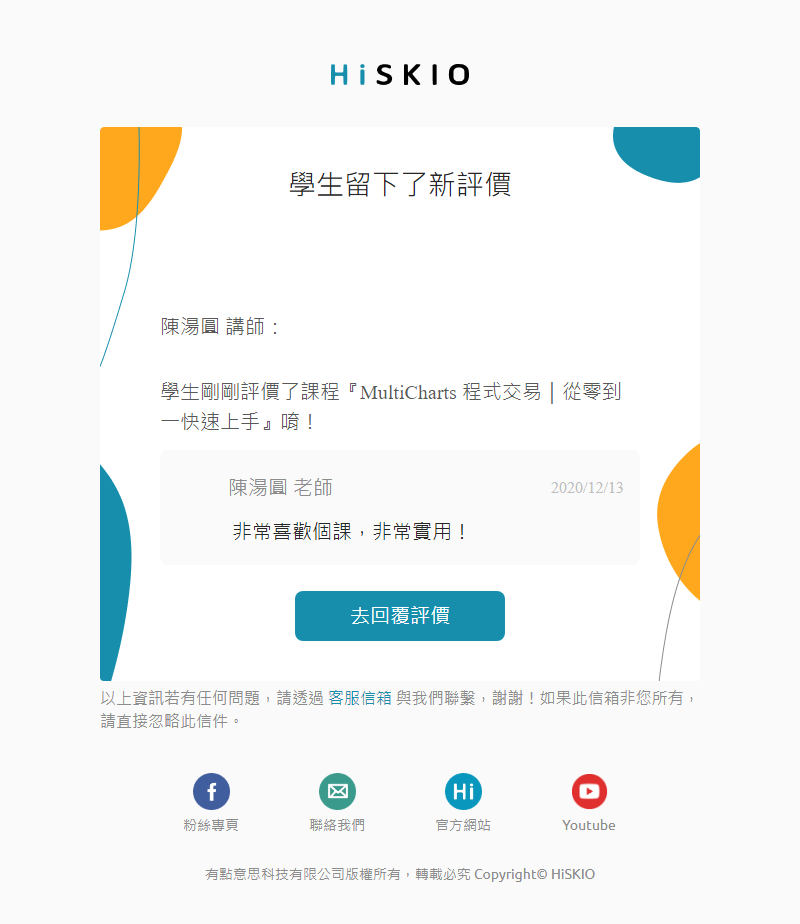 HiSKIO
學生留下了新評價
陳湯圓 講師：
學生剛剛評價了課程『MultiCharts 程式交易｜從零到
一快速上手』唷！
陳湯圓 老師 2020/12/13
非常喜歡個課，非常實用！
去回覆評價
以上資訊若有任何問題，請透過 客服信箱 與我們聯繫，謝謝！如果此信箱非您所有，
請直接忽略此信件。
Hi
粉絲專頁 聯絡我們 官方網站 Youtube
有點意思科技有限公司版權所有，轉載必究 Copyright© HiSKIO